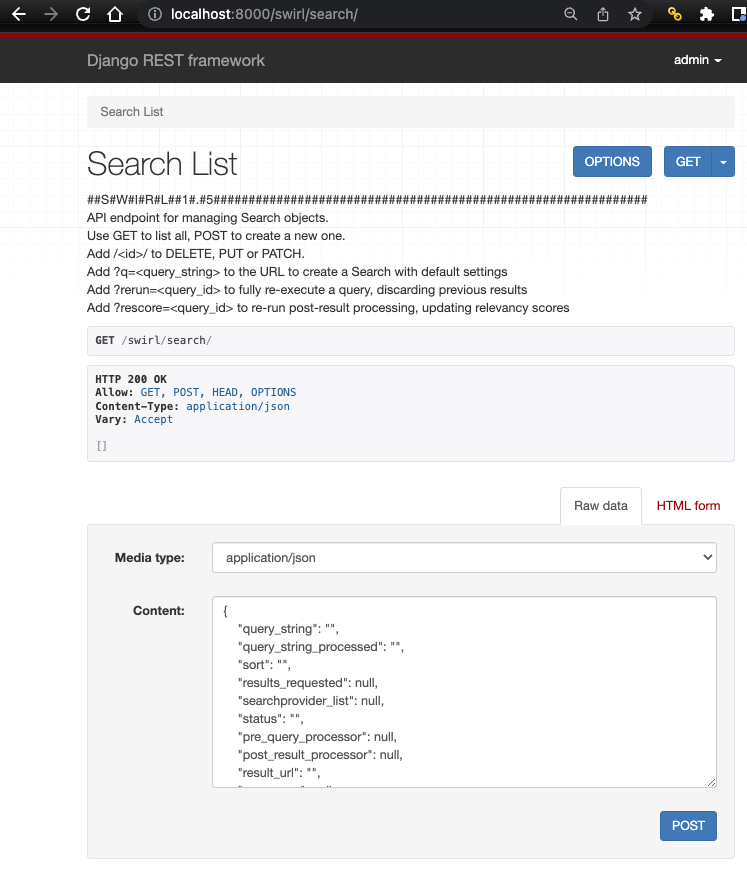 localhost:8000/swirl/search/
Django REST framework
admin
Search List
Search List
OPTIONS
GET
##S#W#I#R#L##1#.#5##############################################################
API endpoint for managing Search objects.
Use GET to list all, POST to create a new one.
Add /<id>/ to DELETE, PUT or PATCH.
Add ?q=<query_string> to the URL to create a Search with default settings
Add ?rerun=<query_id> to fully re-execute a query, discarding previous results
Add ?rescore=<query_id> to re-run post-result processing, updating relevancy scores
GET /swirl/search/
HTTP 200 OK
Allow: GET, POST, HEAD, OPTIONS
Content-Type: application/json
Vary: Accept
[]
Raw data
HTML form
Media type:
application/json
Content:
{
"query_string": "",
"query_string_processed": "",
"sort": "",
"results_requested": null,
"searchprovider_list": null,
"status": "",
"pre_query_processor": null,
"post_result_processor": null,
"result_url": "",
POST